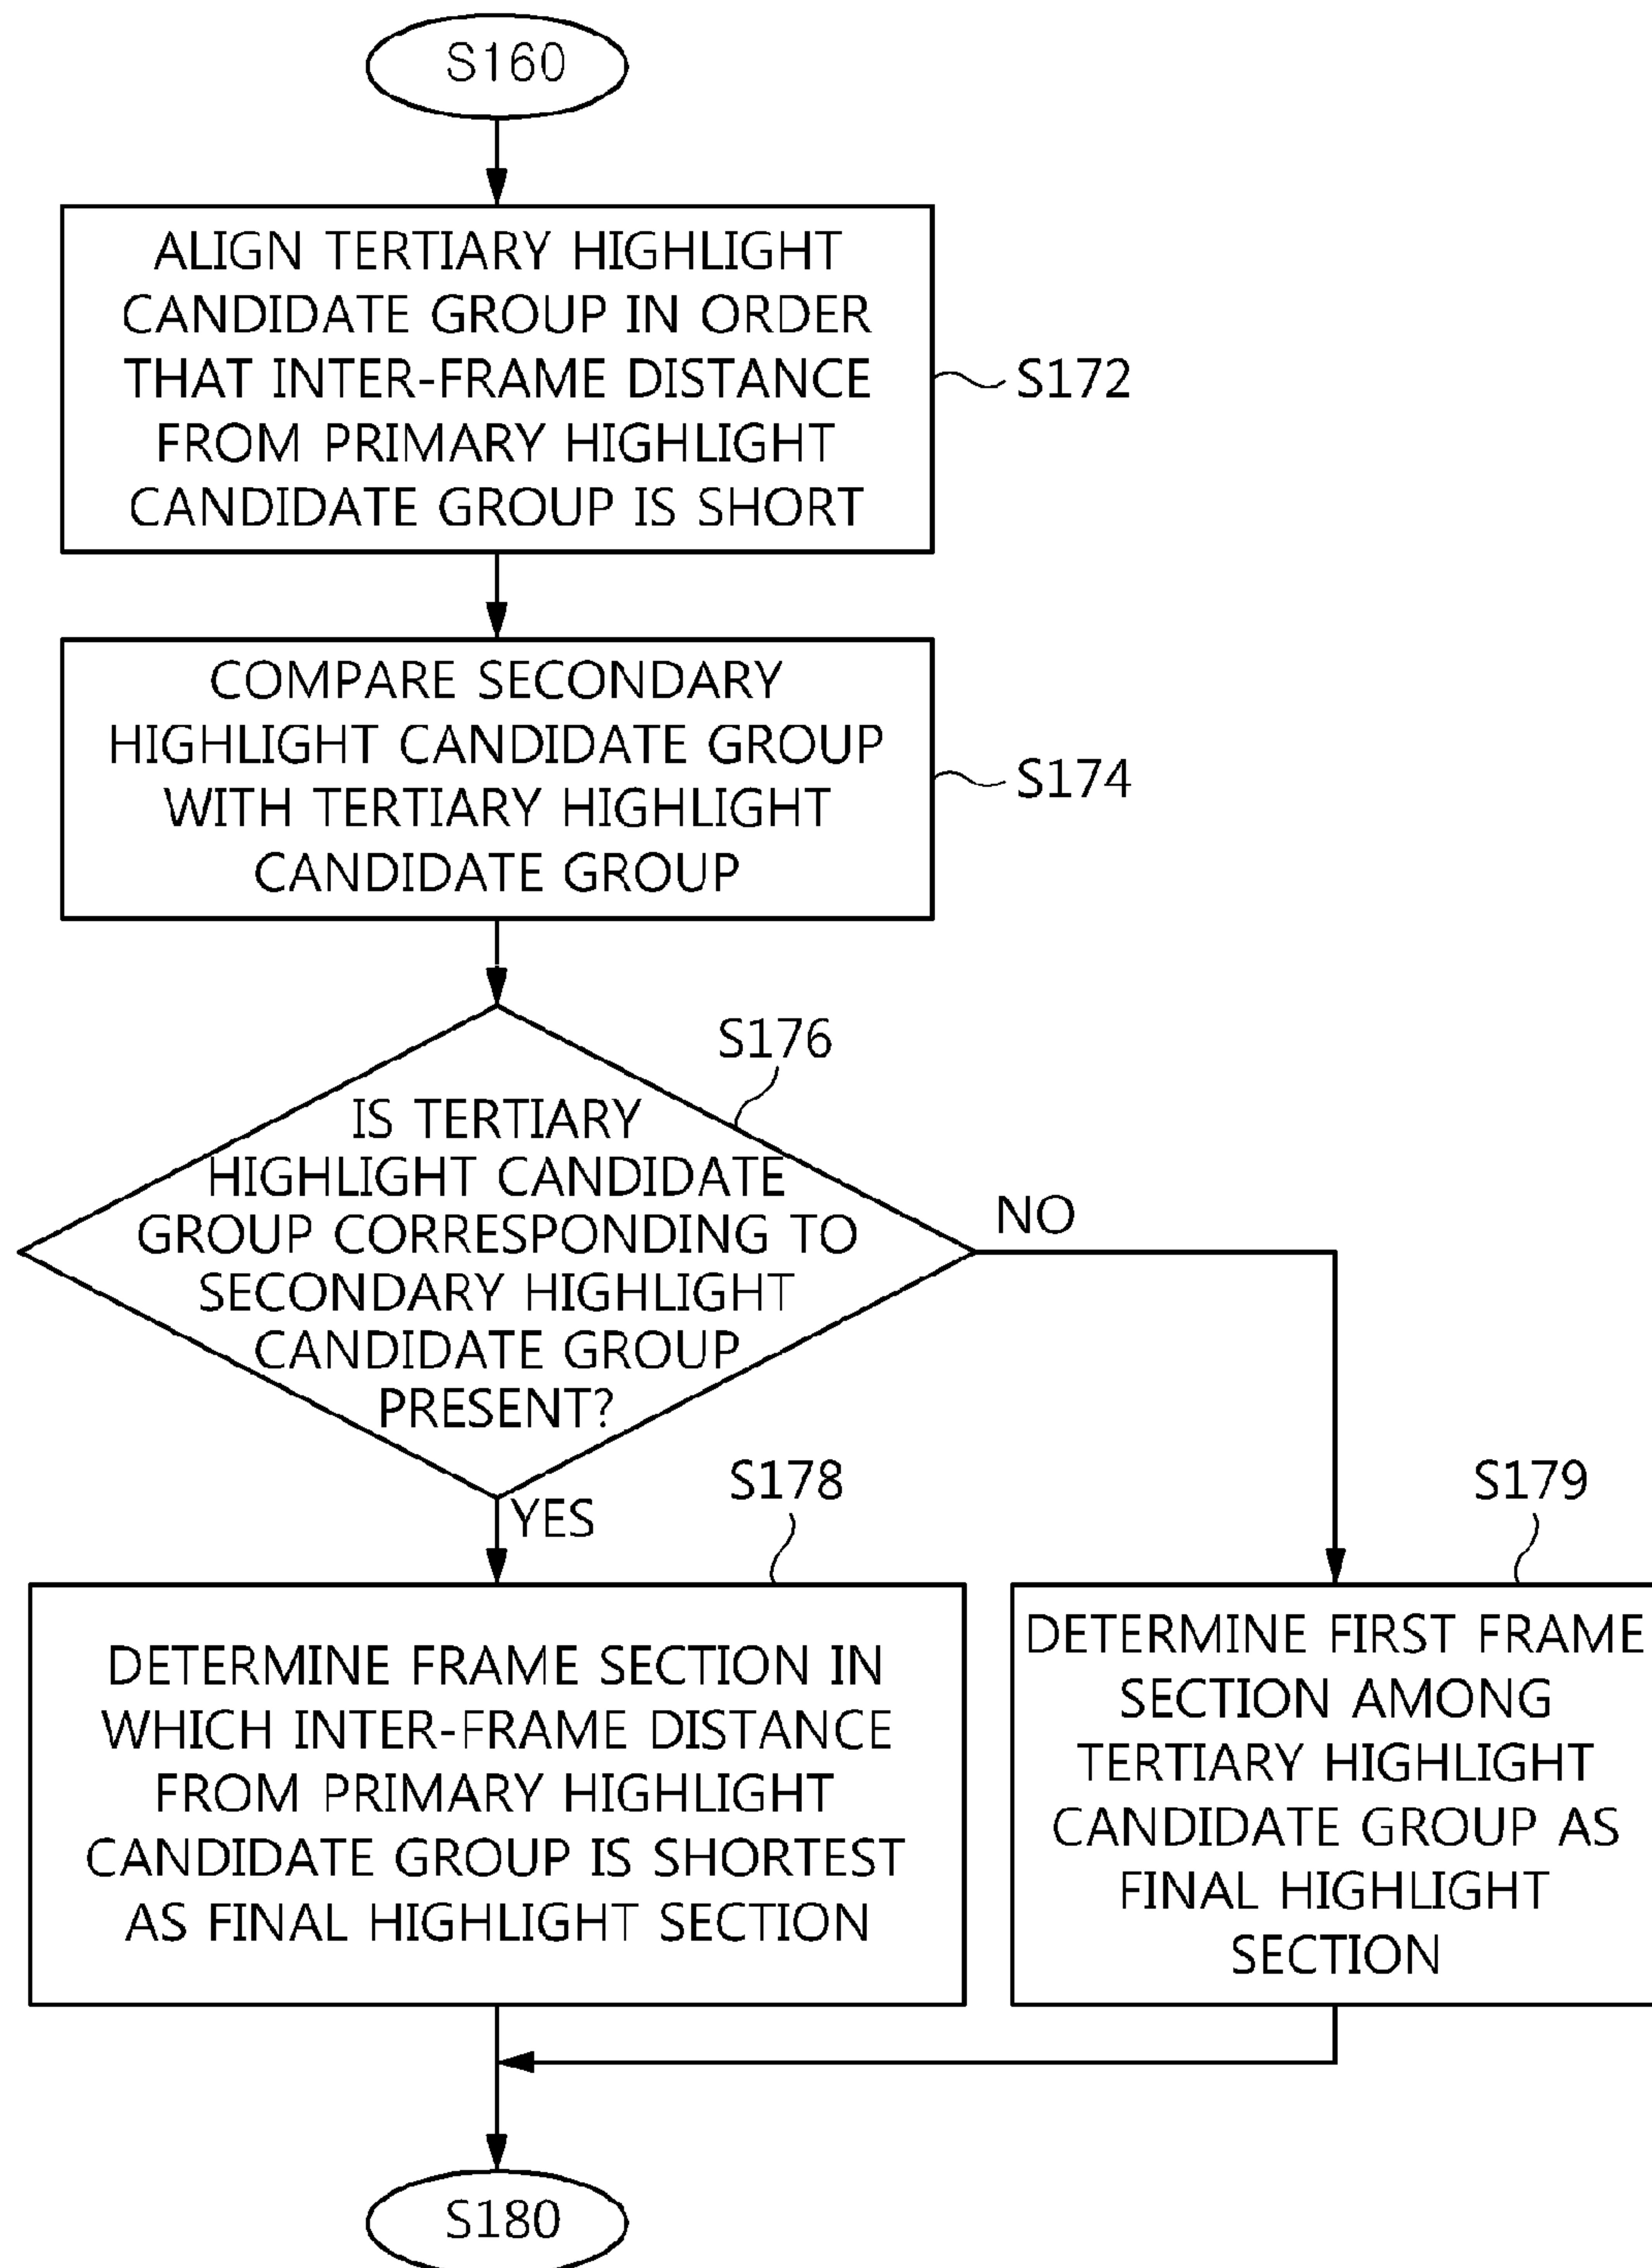 S160
ALIGN TERTIARY HIGHLIGHT
CANDIDATE GROUP IN ORDER
THAT INTER-FRAME DISTANCE
FROM PRIMARY HIGHLIGHT
CANDIDATE GROUP IS SHORT
S172
COMPARE SECONDARY
HIGHLIGHT CANDIDATE GROUP
WITH TERTIARY HIGHLIGHT
CANDIDATE GROUP
S174
S176
IS TERTIARY
HIGHLIGHT CANDIDATE
GROUP CORRESPONDING TO
SECONDARY HIGHLIGHT
CANDIDATE GROUP
PRESENT?
NO
YES
S178
DETERMINE FRAME SECTION IN
WHICH INTER-FRAME DISTANCE
FROM PRIMARY HIGHLIGHT
CANDIDATE GROUP IS SHORTEST
AS FINAL HIGHLIGHT SECTION
S179
DETERMINE FIRST FRAME
SECTION AMONG
TERTIARY HIGHLIGHT
CANDIDATE GROUP AS
FINAL HIGHLIGHT
SECTION
S180